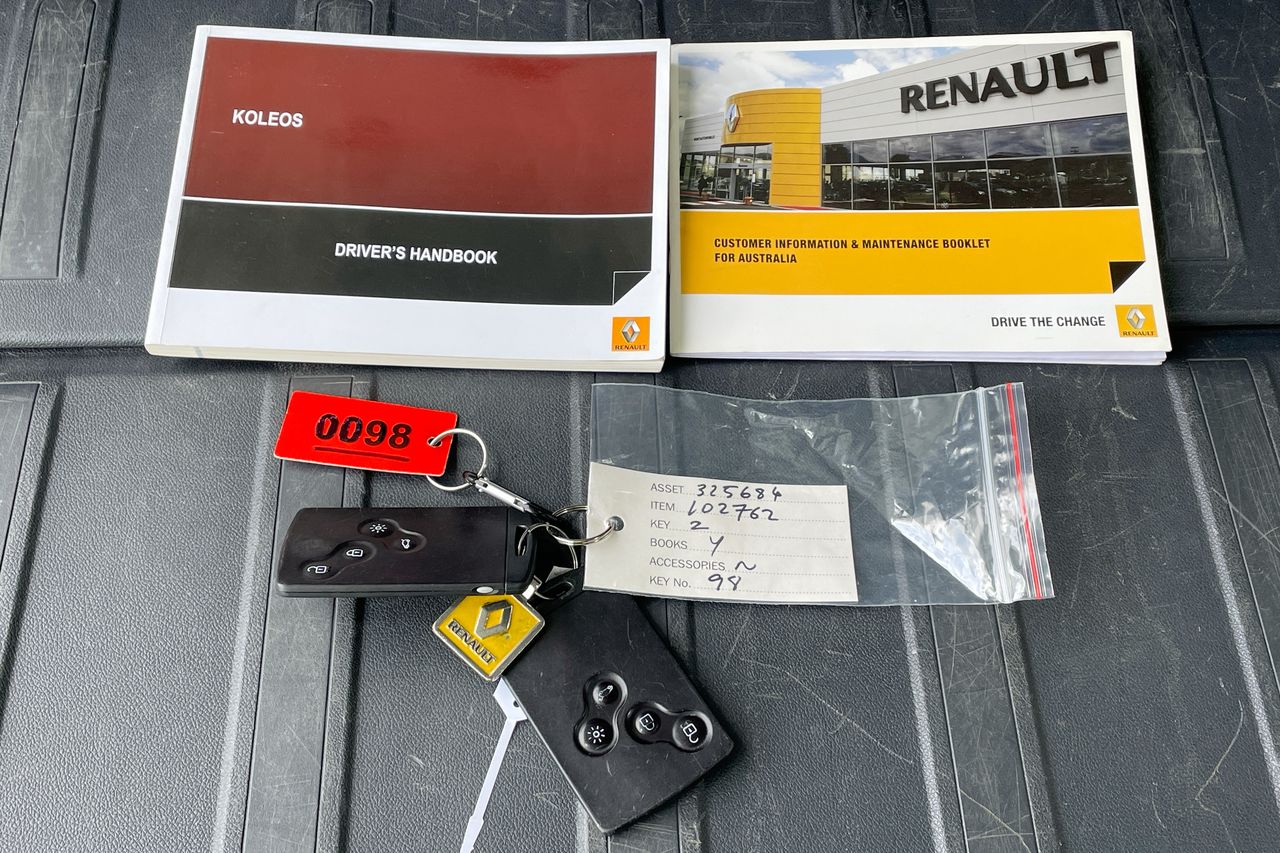 KOLEOS
DRIVER'S HANDBOOK
RENAULT
RENAULT
CUSTOMER INFORMATION & MAINTENANCE BOOKLET
FOR AUSTRALIA
DRIVE THE CHANGE
RENAULT
0098
ASSET 325684
ITEM 102762
KEY 2
BOOKS Y
ACCESSORIES N
KEY No. 98
RENAULT